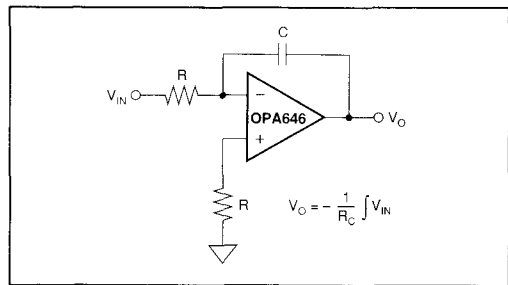 C
R
V_IN
−
OPA646
V_O
+
R
V_O = − 1/R_C ∫ V_IN